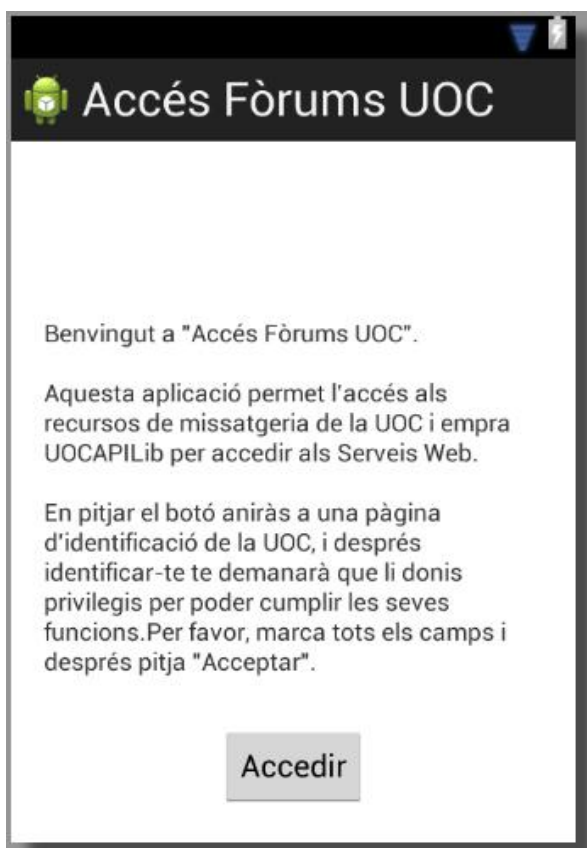 Accés Fòrums UOC
Benvingut a "Accés Fòrums UOC".
Aquesta aplicació permet l'accés als
recursos de missatgeria de la UOC i empra
UOCAPILib per accedir als Serveis Web.
En pitjar el botó aniràs a una pàgina
d'identificació de la UOC, i després
identificar-te te demanarà que li donis
privilegis per poder cumplir les seves
funcions.Per favor, marca tots els camps i
després pitja "Acceptar".
Accedir